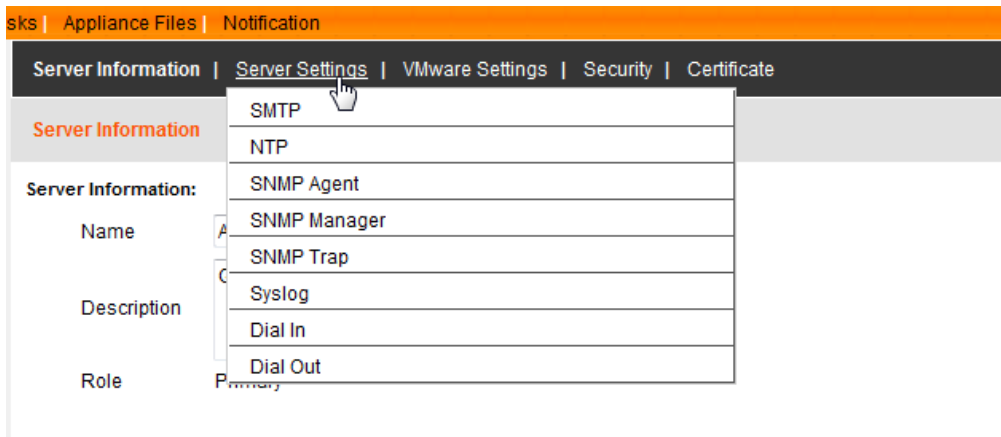 Appliance Files | Notification
Server Information | Server Settings | VMware Settings | Security | Certificate
Server Information
SMTP
NTP
SNMP Agent
SNMP Manager
SNMP Trap
Syslog
Dial In
Dial Out
Server Information:
Name
Description
Role